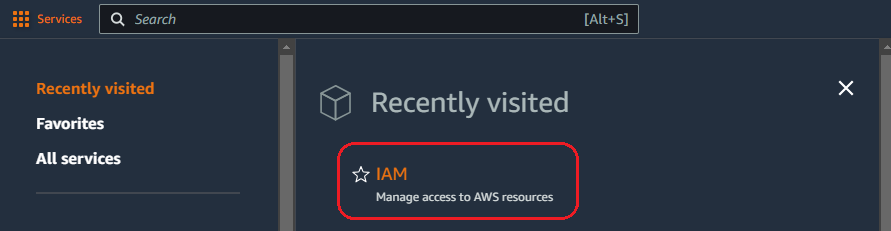 Services
Search
[Alt+S]
Recently visited
Favorites
All services
Recently visited
IAM
Manage access to AWS resources